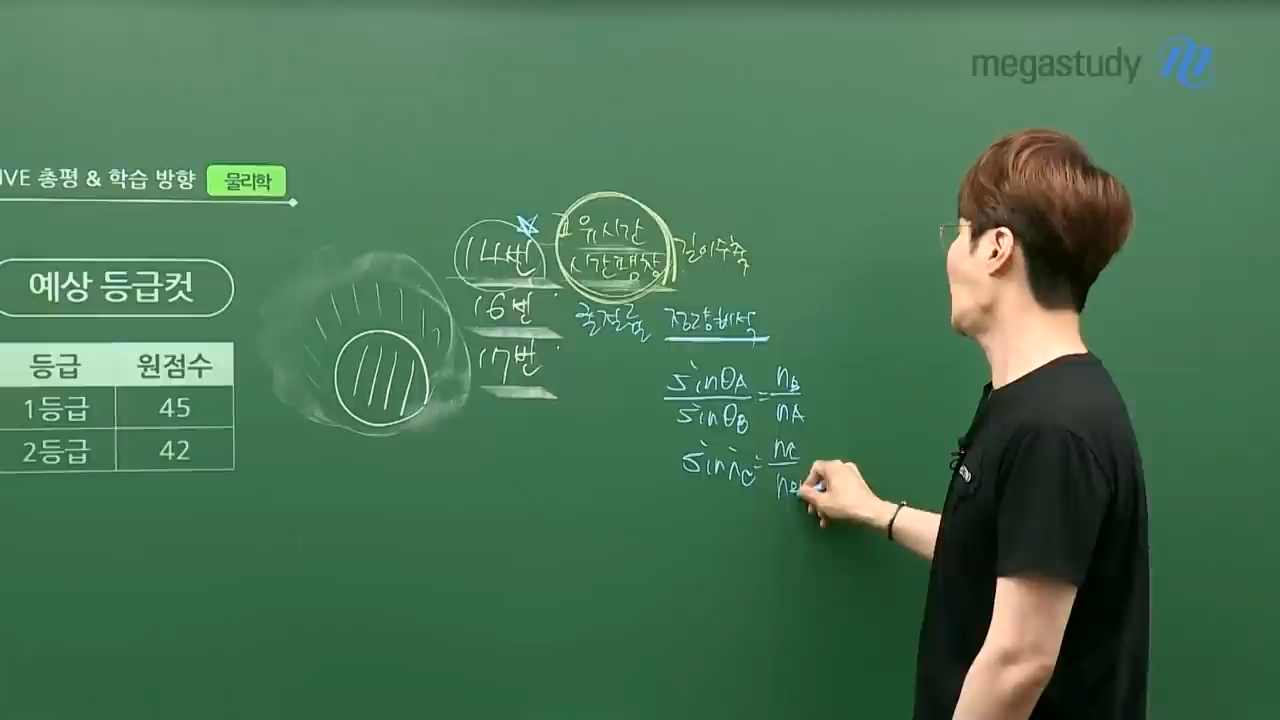 megastudy
IVE 총평 & 학습 방향 물리학
예상 등급컷
등급 원점수
1등급 45
2등급 42
14번 고유시간
시간팽창 길이수축
16번 굴절률 정량해석
17번
sinθA/sinθB = nB/nA
sin ic = nC/nB